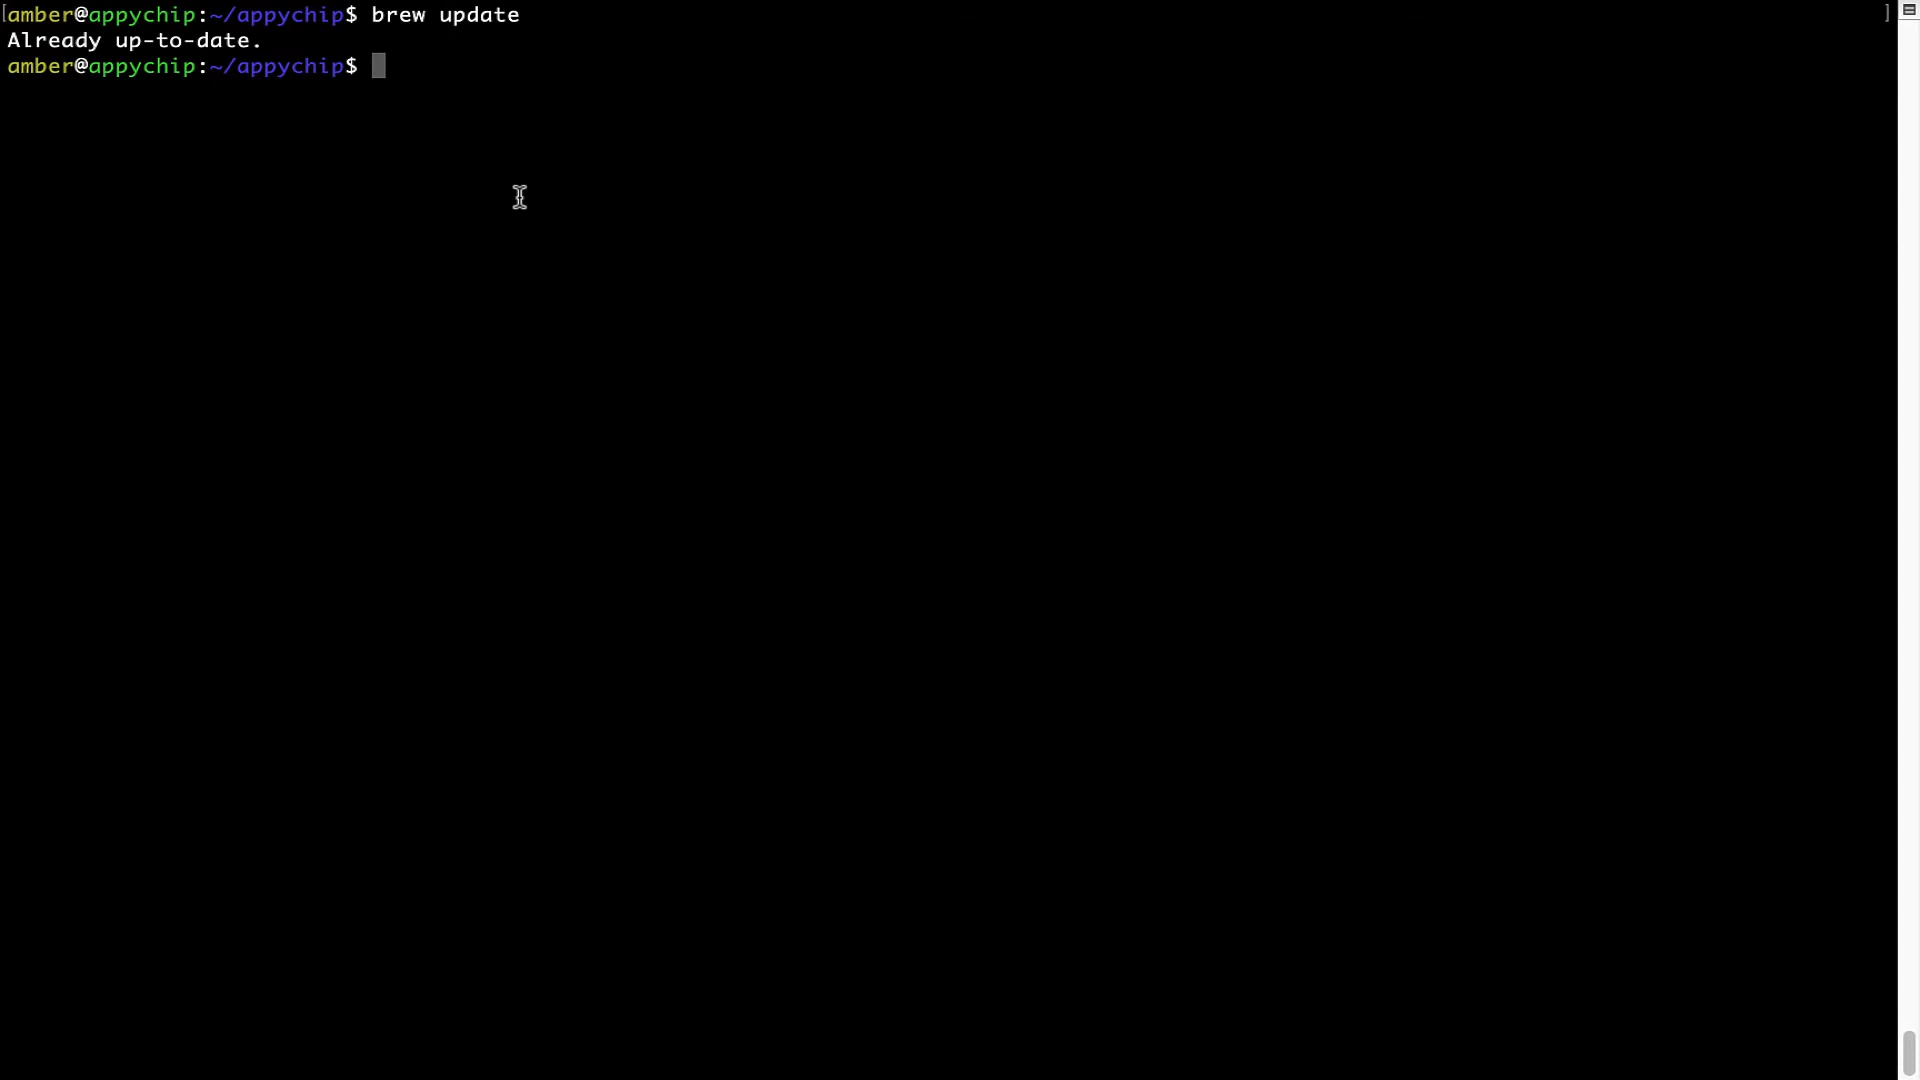 [amber@appychip:~/appychip$ brew update ]
Already up-to-date.
amber@appychip:~/appychip$